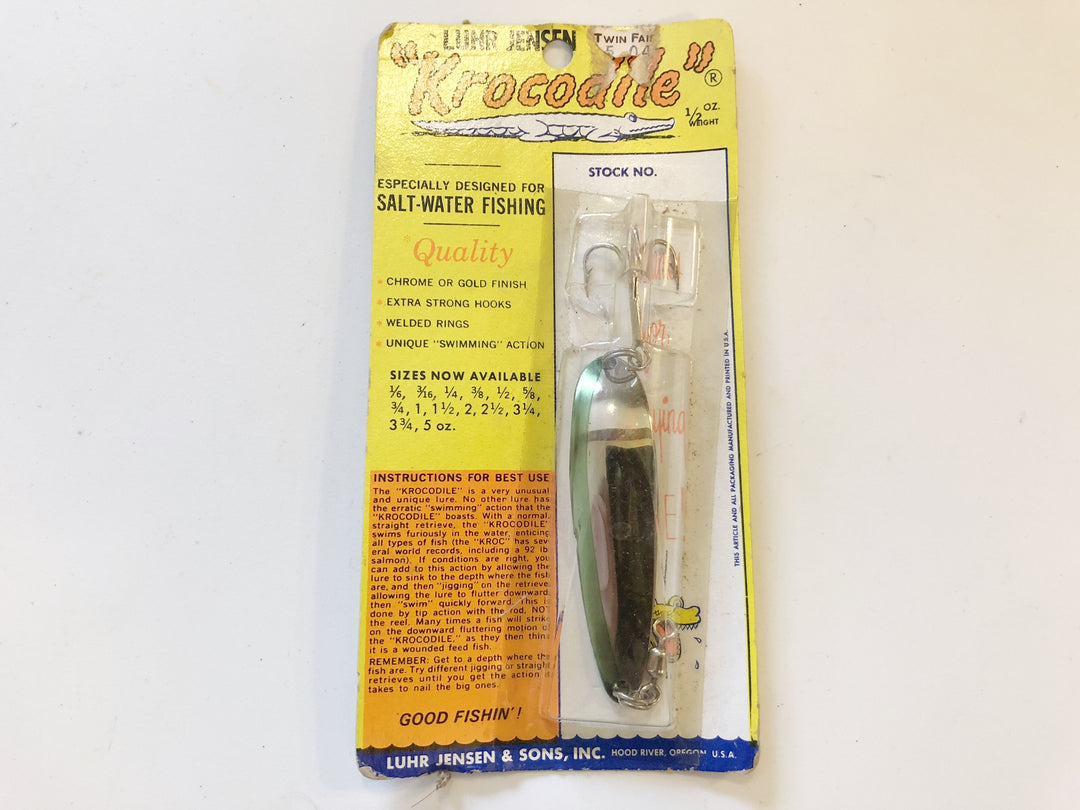 LUHR JENSEN
TWIN FAIR
"Krocodile"®
1/2 OZ.
WEIGHT
ESPECIALLY DESIGNED FOR
SALT-WATER FISHING
*Quality
* CHROME OR GOLD FINISH
* EXTRA STRONG HOOKS
* WELDED RINGS
* UNIQUE "SWIMMING" ACTION
SIZES NOW AVAILABLE
1/6, 3/16, 1/4, 3/8, 1/2, 5/8,
3/4, 1, 1 1/2, 2, 2 1/2, 3 1/4,
3 3/4, 5 oz.
INSTRUCTIONS FOR BEST USE
The "KROCODILE" is a very unusual
and unique lure. No other lure has
the erratic "swimming" action that the
"KROCODILE" boasts. With a normal,
straight retrieve, the "KROCODILE"
swims furiously in the water, enticing
all types of fish (the "KROC" has sev
eral world records, including a 92 lb
salmon). If conditions are right, you
can add to this action by allowing the
lure to sink to the depth where the fish
are, and then "jigging" on the retrieve,
allowing the lure to flutter downward,
then "swim" quickly forward. This is
done by tip action with the rod, NOT
the reel. Many times a fish will strike
on the downward fluttering motion of
the "KROCODILE," as they then think
it is a wounded feed fish.
REMEMBER: Get to a depth where the
fish are. Try different jigging or straight
retrieves until you get the action it
takes to nail the big ones.
GOOD FISHIN'!
STOCK NO.
THIS ARTICLE AND ALL PACKAGING MANUFACTURED AND PRINTED IN U.S.A.
LUHR JENSEN & SONS, INC. HOOD RIVER, OREGON, U.S.A.